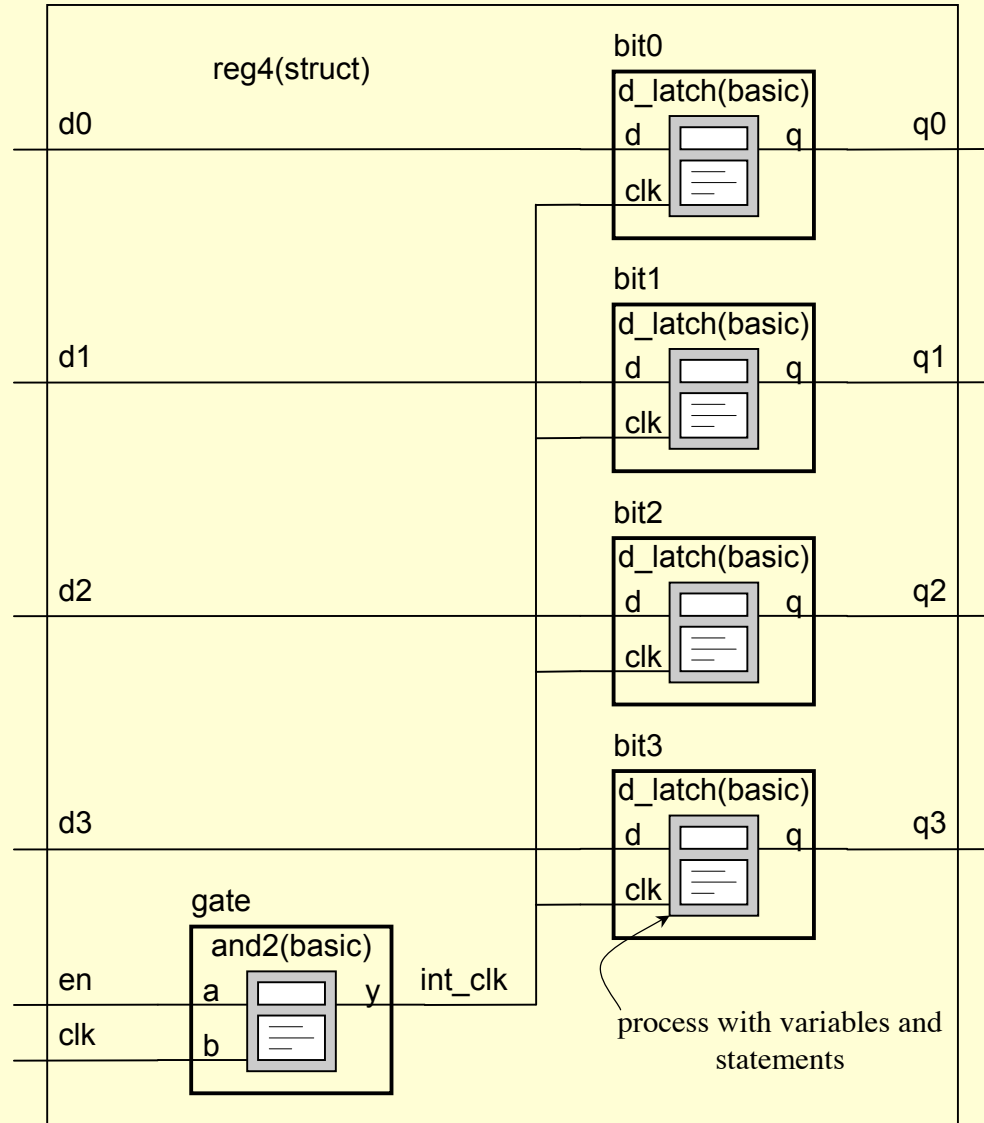 reg4(struct)
bit0
d_latch(basic)
d0
d
q
q0
clk
bit1
d_latch(basic)
d1
d
q
q1
clk
bit2
d_latch(basic)
d2
d
q
q2
clk
bit3
d_latch(basic)
d3
d
q
q3
clk
gate
and2(basic)
en
a
y
int_clk
clk
b
process with variables and
statements